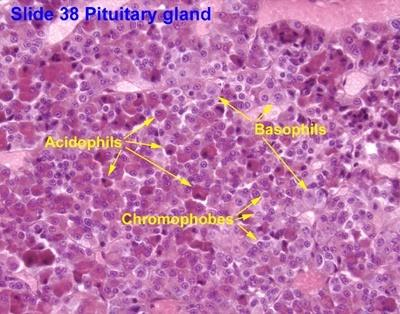 Slide 38 Pituitary gland
Basophils
Acidophils
Chromophobes